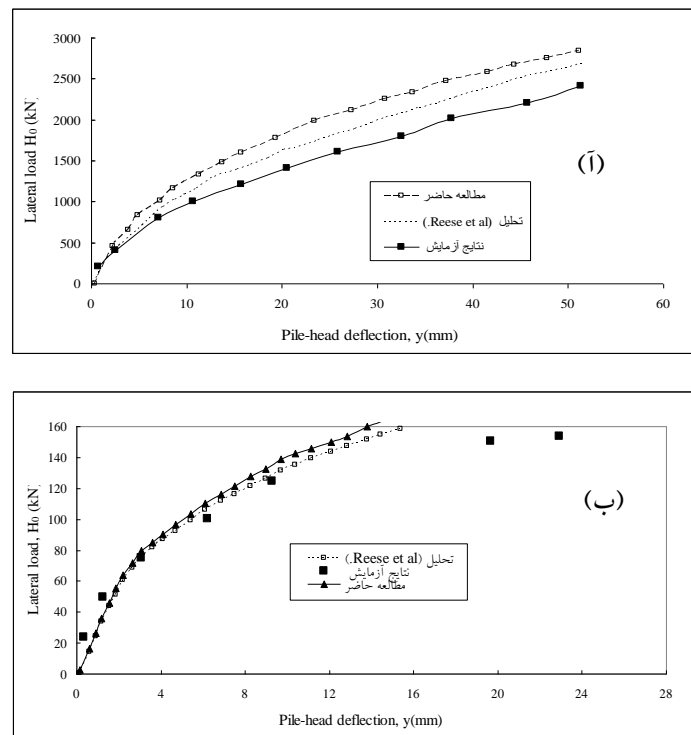 3000
2500
2000
1500
1000
500
0
Lateral load H0 (kN)
(آ)
مطالعه حاضر
تحلیل (Reese et al.)
نتایج آزمایش
0 10 20 30 40 50 60
Pile-head deflection, y(mm)
160
140
120
100
80
60
40
20
0
Lateral load, H0 (kN)
(ب)
تحلیل (Reese et al.)
نتایج آزمایش
مطالعه حاضر
0 4 8 12 16 20 24 28
Pile-head deflection, y(mm)